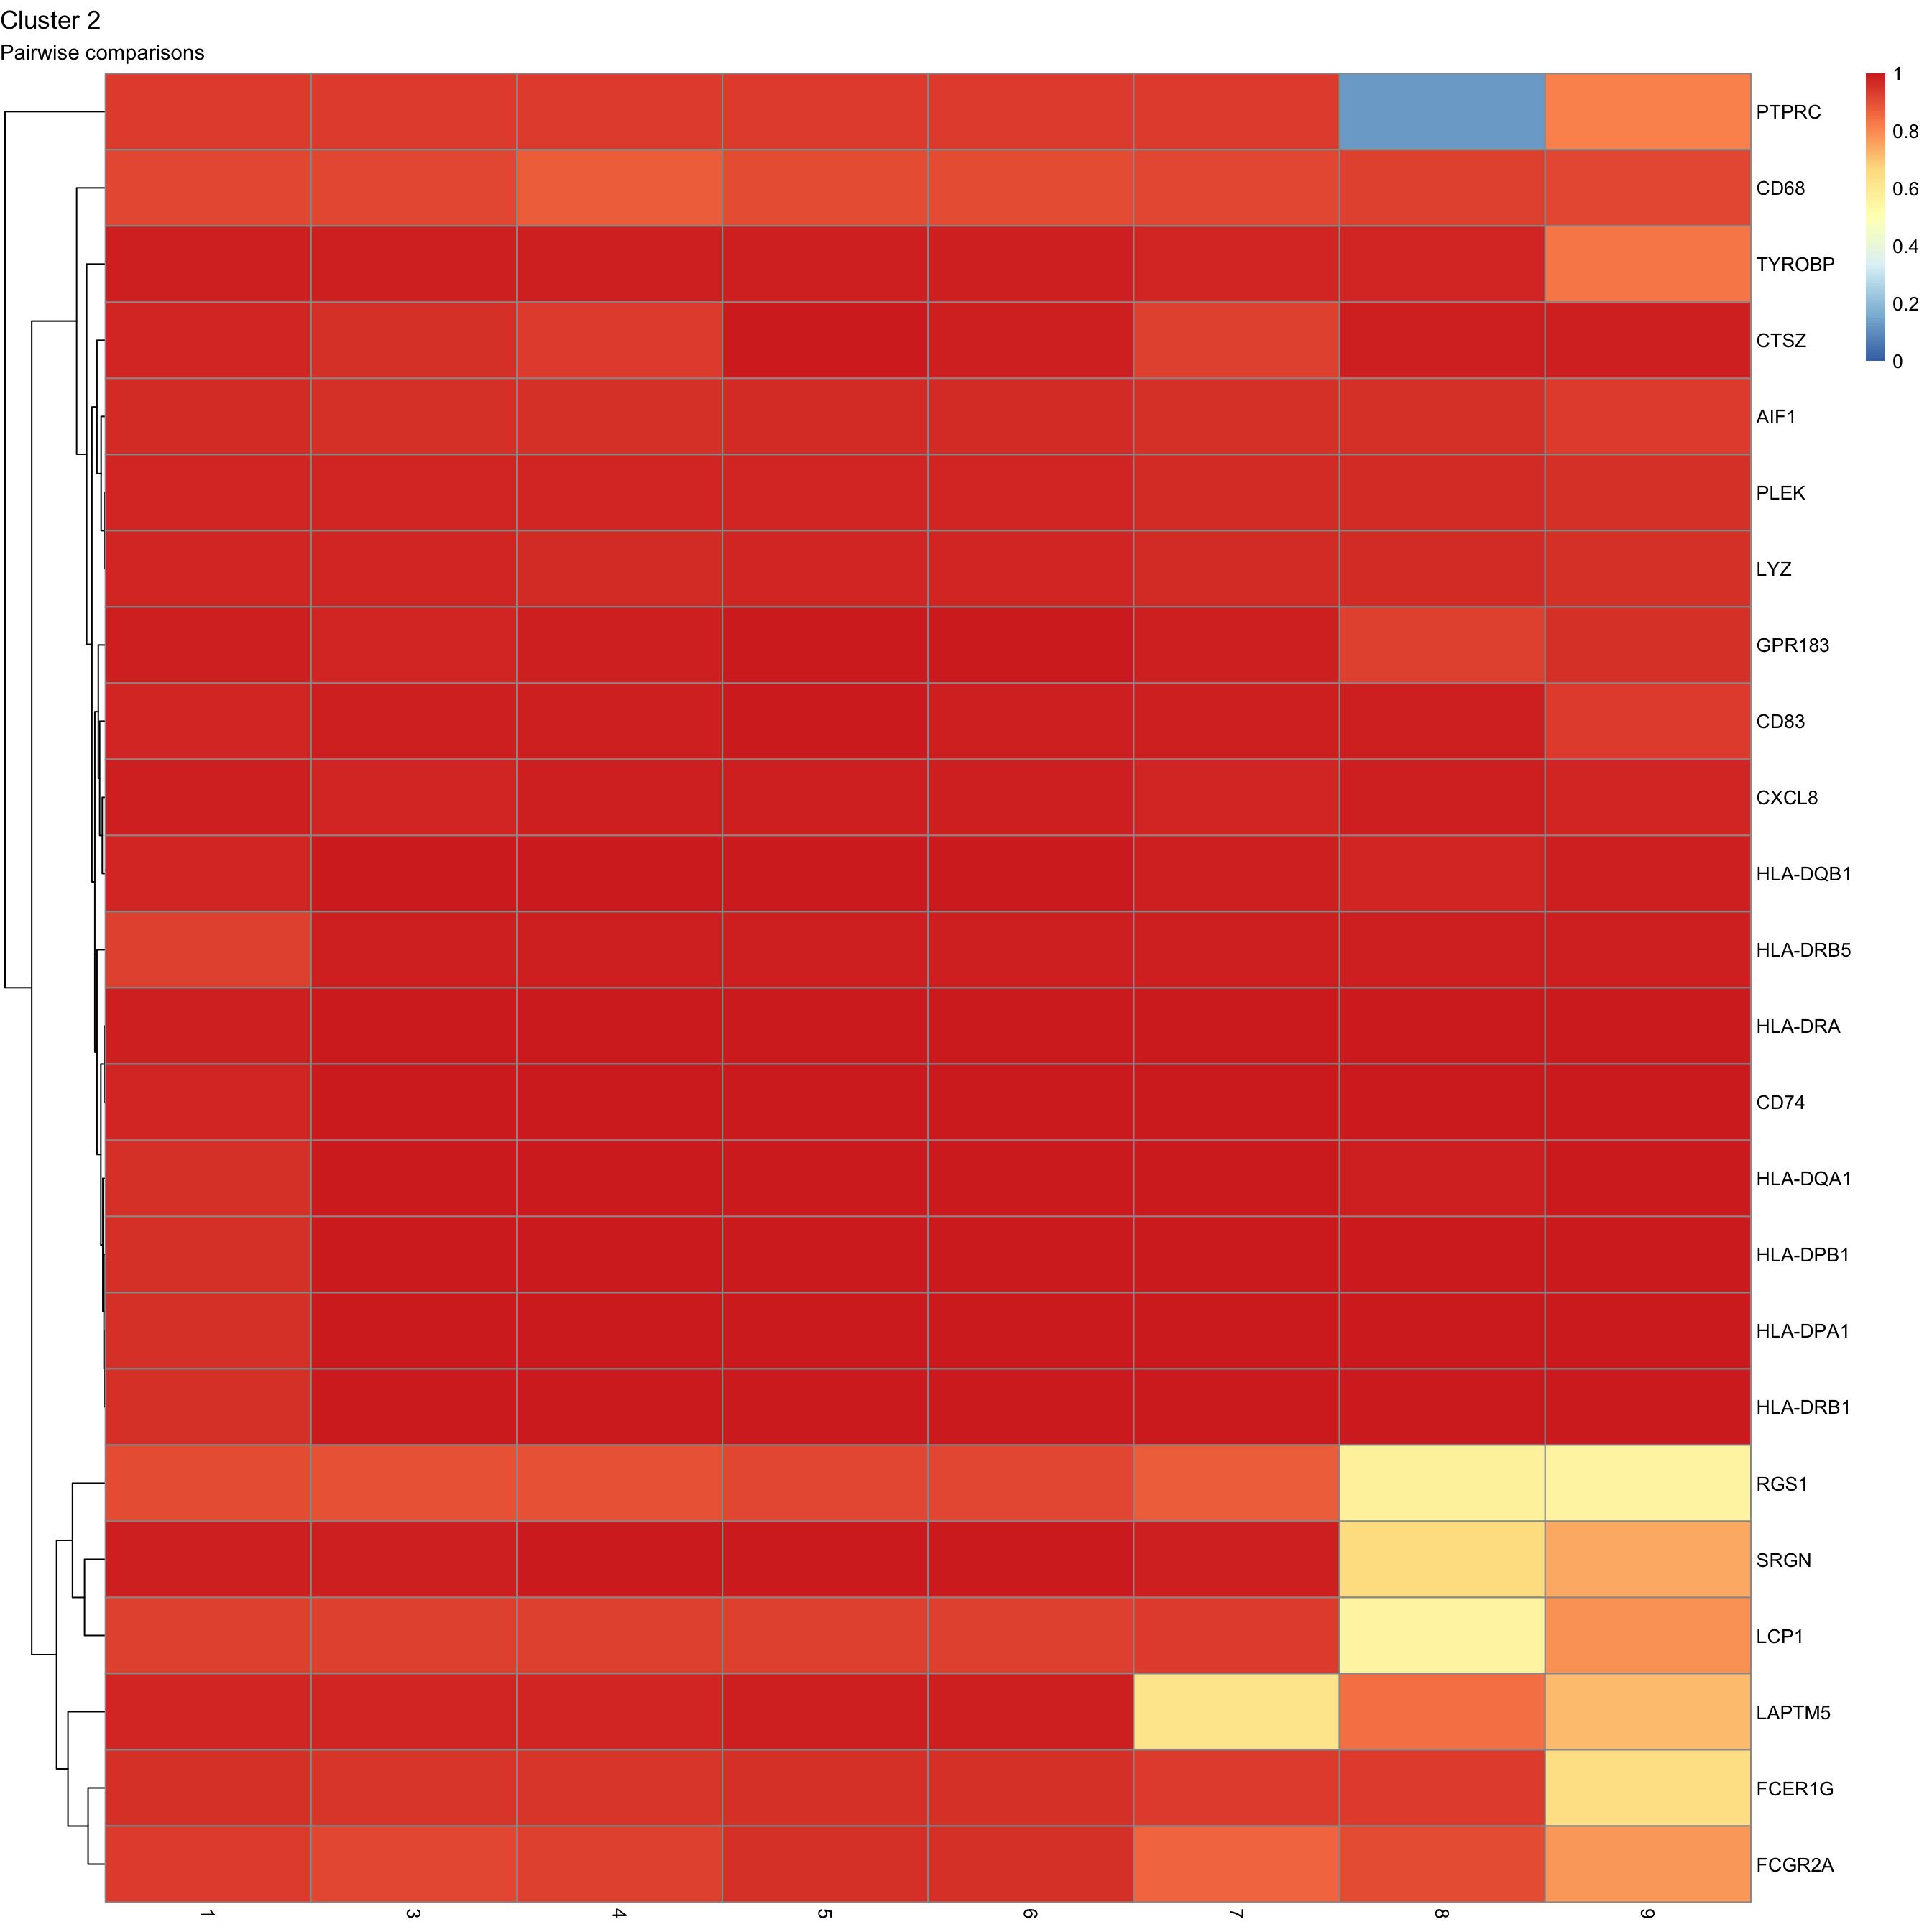 Cluster 2
Pairwise comparisons
1
0.8
0.6
0.4
0.2
0
PTPRC
CD68
TYROBP
CTSZ
AIF1
PLEK
LYZ
GPR183
CD83
CXCL8
HLA-DQB1
HLA-DRB5
HLA-DRA
CD74
HLA-DQA1
HLA-DPB1
HLA-DPA1
HLA-DRB1
RGS1
SRGN
LCP1
LAPTM5
FCER1G
FCGR2A
1 3 4 5 6 7 8 9